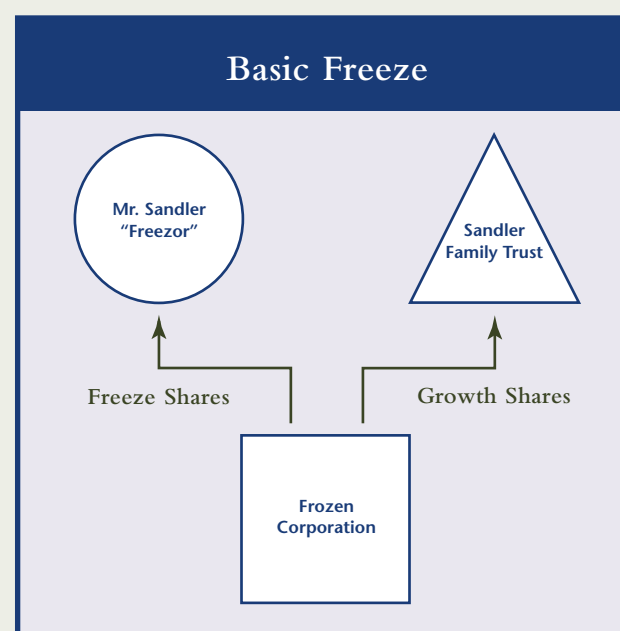 Basic Freeze
Mr. Sandler
“Freezor”
Sandler
Family Trust
Freeze Shares
Growth Shares
Frozen
Corporation